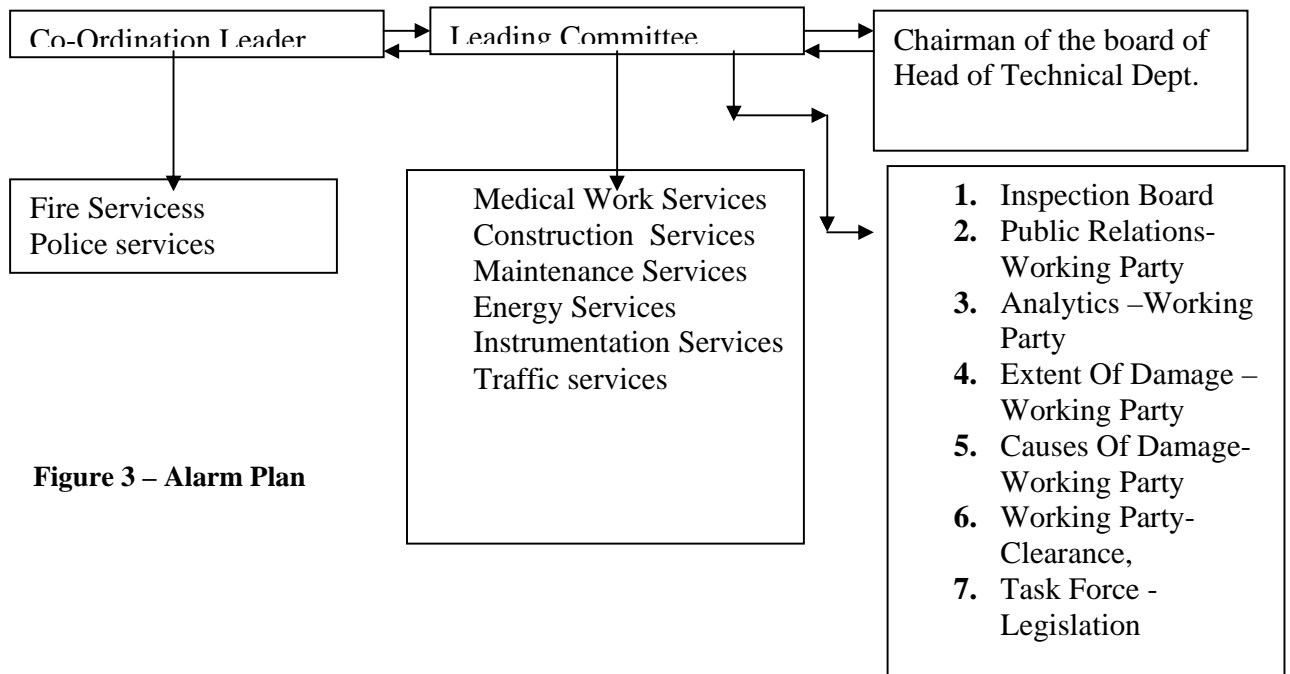 Co-Ordination Leader
Leading Committee
Chairman of the board of
Head of Technical Dept.
Fire Servicess
Police services
Medical Work Services
Construction  Services
Maintenance Services
Energy Services
Instrumentation Services
Traffic services
1. Inspection Board
2. Public Relations-
Working Party
3. Analytics –Working
Party
4. Extent Of Damage –
Working Party
5. Causes Of Damage-
Working Party
6. Working Party-
Clearance,
7. Task Force -
Legislation
Figure 3 – Alarm Plan